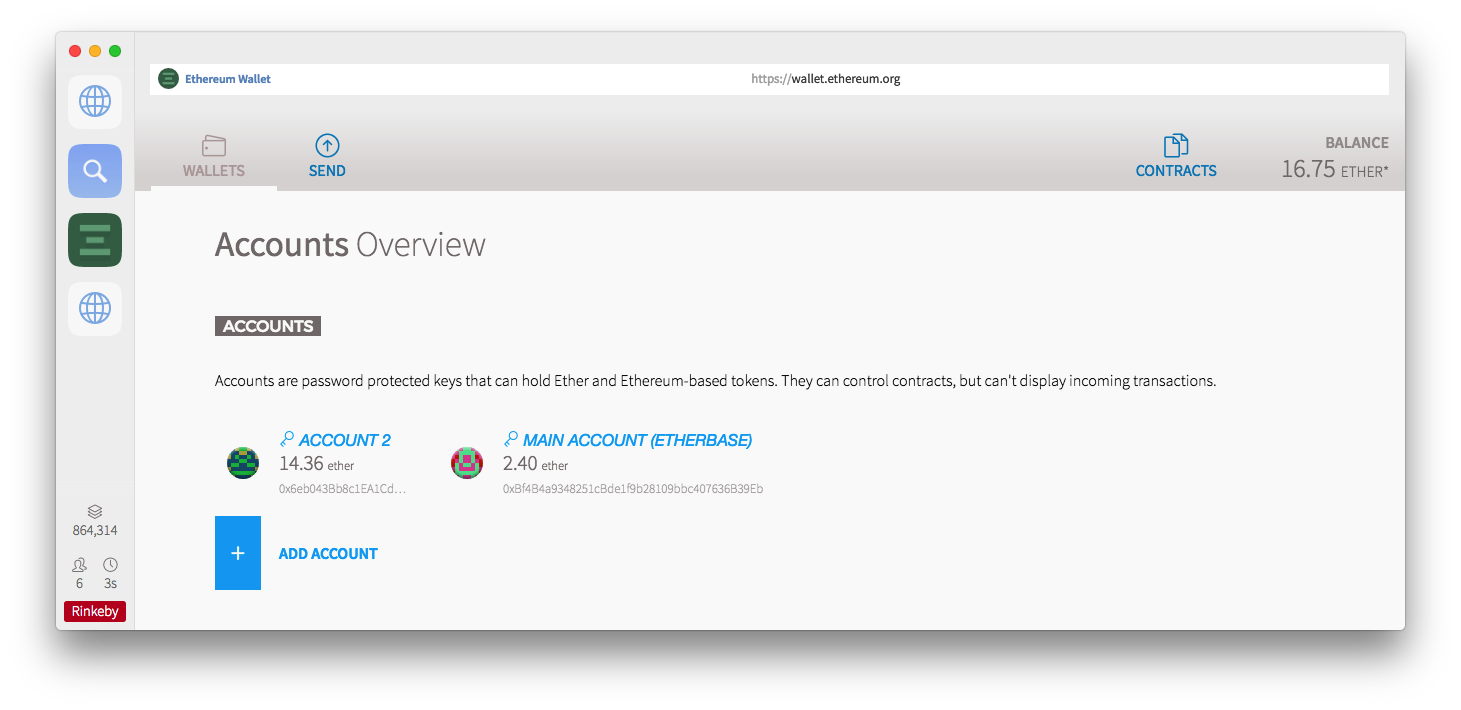 Ethereum Wallet
https://wallet.ethereum.org
WALLETS
SEND
CONTRACTS
BALANCE
16.75 ETHER*
Accounts Overview
ACCOUNTS
Accounts are password protected keys that can hold Ether and Ethereum-based tokens. They can control contracts, but can't display incoming transactions.
ACCOUNT 2
14.36 ether
0x6eb043Bb8c1EA1Cd...
MAIN ACCOUNT (ETHERBASE)
2.40 ether
0xBf4B4a9348251cBde1f9b28109bbc407636B39Eb
+
ADD ACCOUNT
864,314
6
3s
Rinkeby